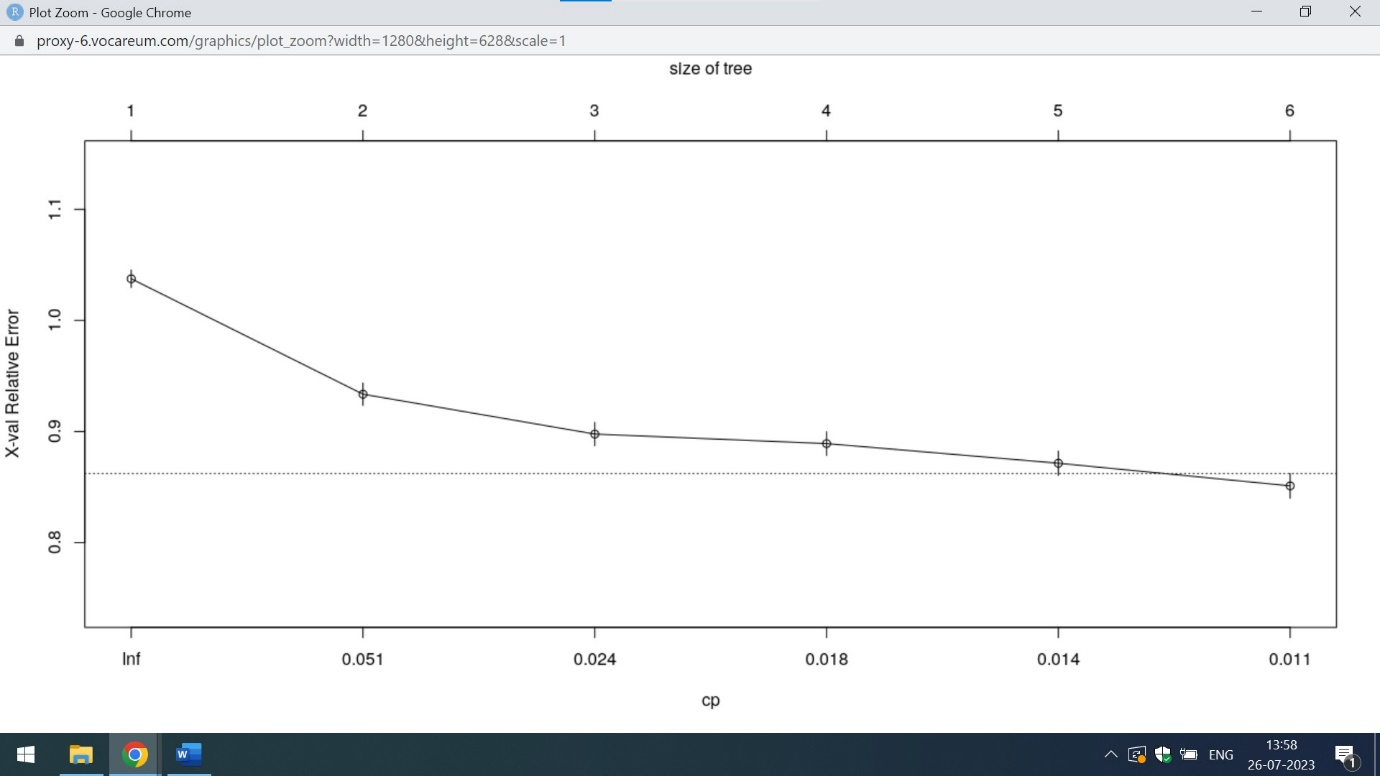 R Plot Zoom - Google Chrome
proxy-6.vocareum.com/graphics/plot_zoom?width=1280&height=628&scale=1
size of tree
1 2 3 4 5 6
X-val Relative Error
1.1
1.0
0.9
0.8
Inf 0.051 0.024 0.018 0.014 0.011
cp
W
ENG
13:58
26-07-2023
1